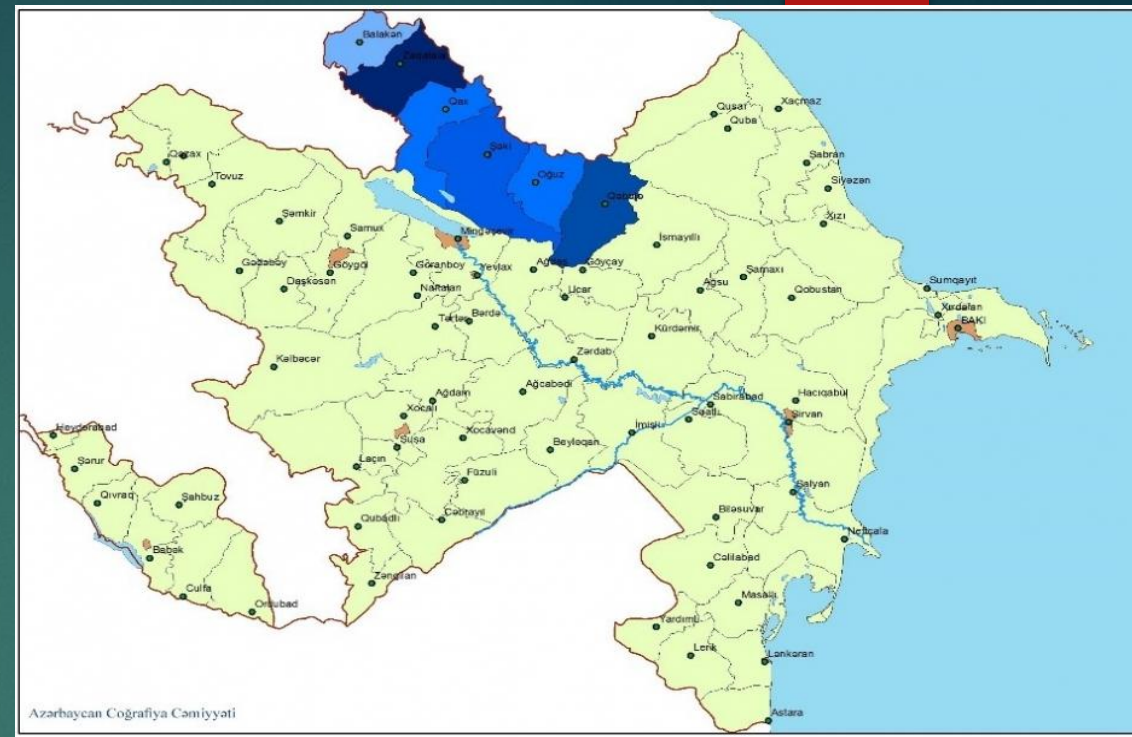 Balakən
Zaqatala
Qax
Şəki
Oğuz
Qəbələ
Qusar
Xaçmaz
Quba
Şabran
Siyəzən
Xızı
Qazax
Tovuz
Şəmkir
Samux
Mingəçevir
Gədəbəy
Daşkəsən
Göygöl
Goranboy
Yevlax
Naftalan
Ağdaş
Göyçay
İsmayıllı
Ucar
Ağsu
Şamaxı
Qobustan
Sumqayıt
Xırdalan
BAKI
Tərtər
Bərdə
Kürdəmir
Zərdab
Kəlbəcər
Ağcabədi
Ağdam
Xocalı
Xocavənd
Şuşa
Laçın
Beyləqan
İmişli
Sabirabad
Saatlı
Hacıqabul
Şirvan
Füzuli
Qubadlı
Cəbrayıl
Zəngilan
Salyan
Biləsuvar
Neftçala
Cəlilabad
Masallı
Yardımlı
Lerik
Lənkəran
Astara
Heydərabad
Şərur
Qıvraq
Şahbuz
Babək
Culfa
Ordubad
Azərbaycan Coğrafiya Cəmiyyəti